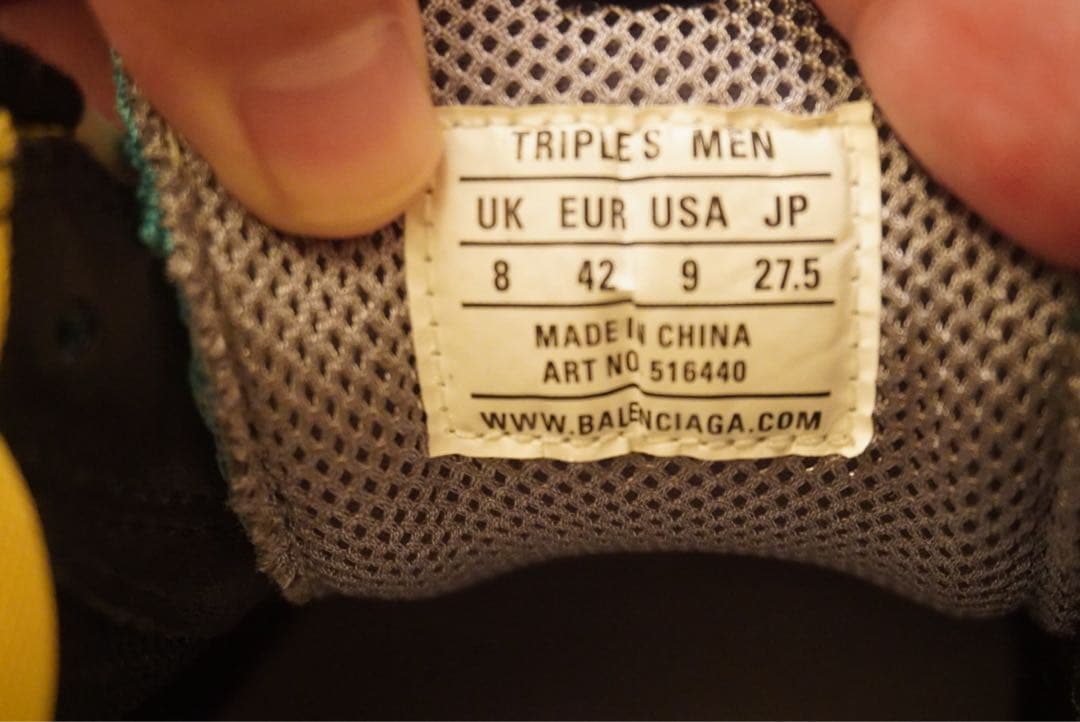 TRIPLE S MEN
UK EUR USA JP
8 42 9 27.5
MADE IN CHINA
ART NO 516440
WWW.BALENCIAGA.COM